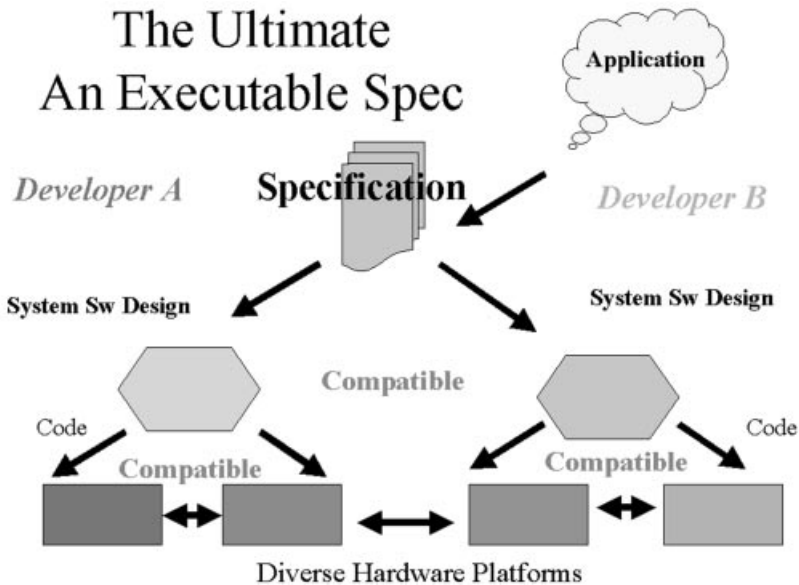 The Ultimate
An Executable Spec
Application
Specification
Developer A
Developer B
System Sw Design
System Sw Design
Compatible
Code
Code
Compatible
Compatible
Diverse Hardware Platforms